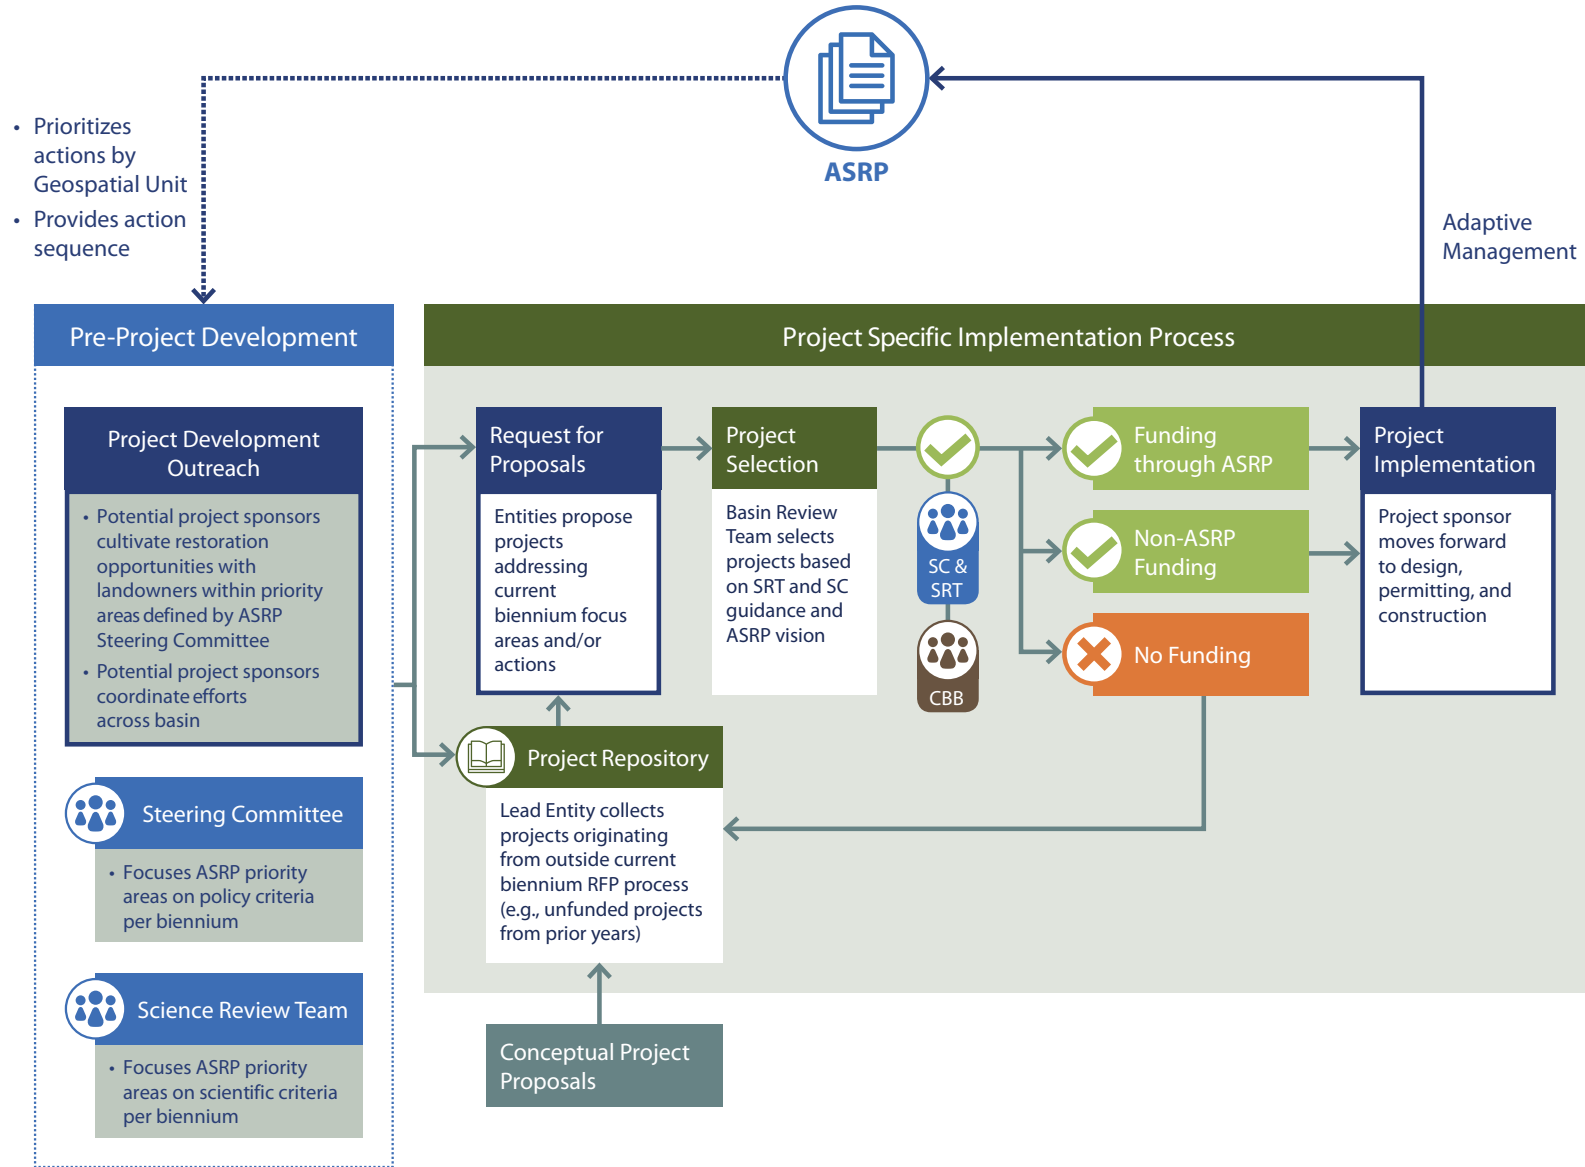 ASRP
• Prioritizes
actions by
Geospatial Unit
• Provides action
sequence
Adaptive
Management
Pre-Project Development
Project Development
Outreach
• Potential project sponsors
cultivate restoration
opportunities with
landowners within priority
areas defined by ASRP
Steering Committee
• Potential project sponsors
coordinate efforts
across basin
Steering Committee
• Focuses ASRP priority
areas on policy criteria
per biennium
Science Review Team
• Focuses ASRP priority
areas on scientific criteria
per biennium
Project Specific Implementation Process
Request for
Proposals
Entities propose
projects
addressing
current
biennium focus
areas and/or
actions
Project
Selection
Basin Review
Team selects
projects based
on SRT and SC
guidance and
ASRP vision
SC &
SRT
CBB
Funding
through ASRP
Non-ASRP
Funding
No Funding
Project
Implementation
Project sponsor
moves forward
to design,
permitting, and
construction
Project Repository
Lead Entity collects
projects originating
from outside current
biennium RFP process
(e.g., unfunded projects
from prior years)
Conceptual Project
Proposals